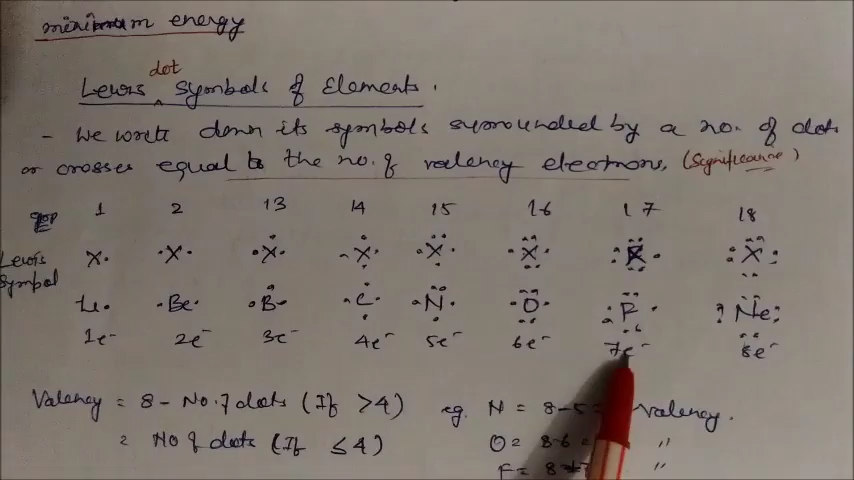 minimum energy
Lewis dot symbols of Elements.
- We write down its symbols surrounded by a no. of dots
or crosses equal to the no. of valency electrons, (Significance)
grp 1 2 13 14 15 16 17 18
Lewis symbol X X X X X X X X
Li Be B C N O F Ne
1e⁻ 2e⁻ 3e⁻ 4e⁻ 5e⁻ 6e⁻ 7e⁻ 8e⁻
Valency = 8 - No. of dots (If >4) eg. N = 8-5= valency.
= No of dots (If ≤4) O = 8-6= "
F = 8-7 "